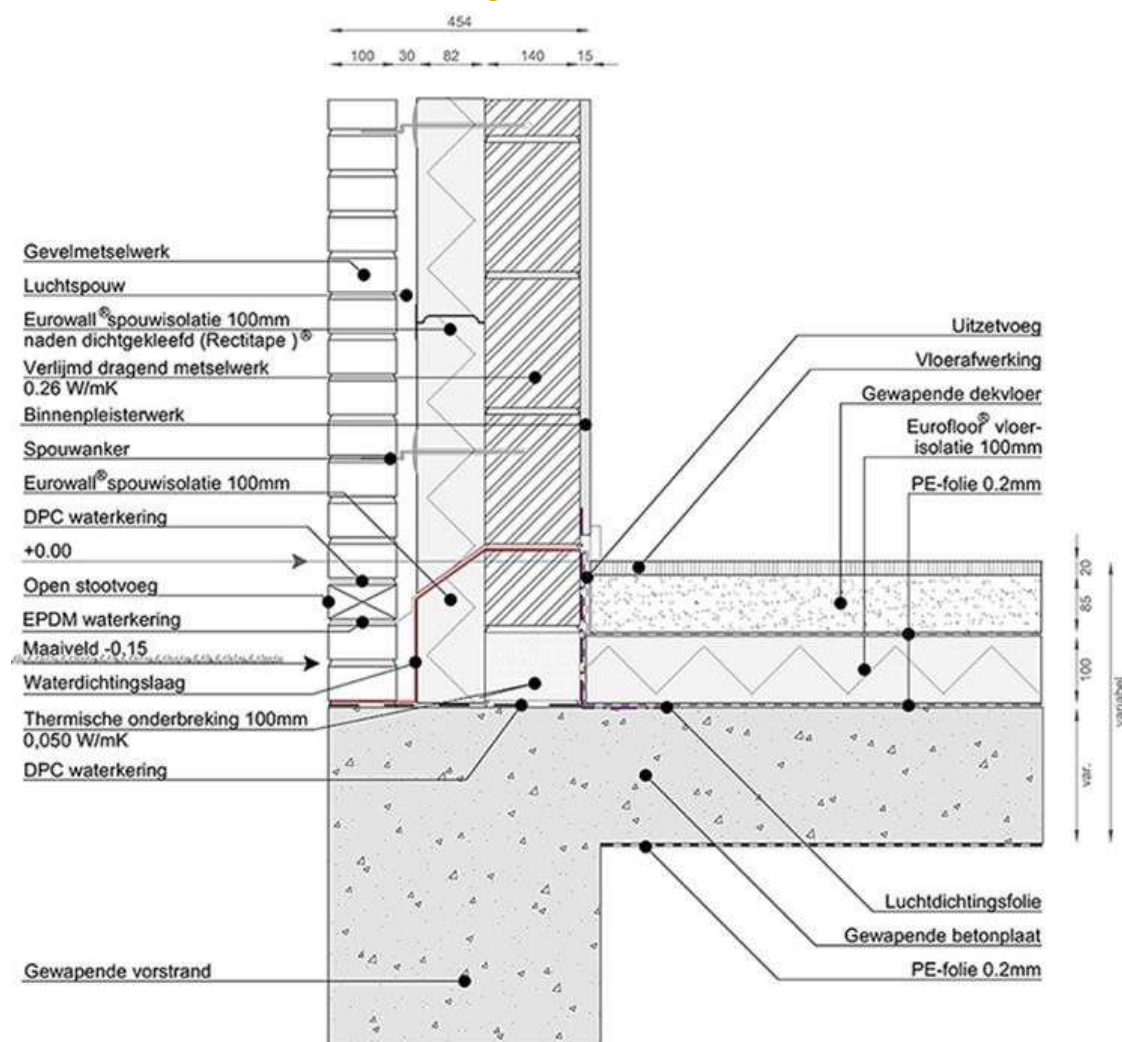 454
100 30 82 140 15
Gevelmetselwerk
Luchtspouw
Eurowall® spouwisolatie 100mm
naden dichtgekleefd (Rectitape )®
Verlijmd dragend metselwerk
0.26 W/mK
Binnenpleisterwerk
Spouwanker
Eurowall® spouwisolatie 100mm
DPC waterkering
+0.00
Open stootvoeg
EPDM waterkering
Maaiveld -0.15
Waterdichtingslaag
Thermische onderbreking 100mm
0,050 W/mK
DPC waterkering
Gewapende vorstrand
Uitzetvoeg
Vloerafwerking
Gewapende dekvloer
Eurofloor® vloer-
isolatie 100mm
PE-folie 0.2mm
20
85
100
var.
variabel
Luchtdichtingsfolie
Gewapende betonplaat
PE-folie 0.2mm